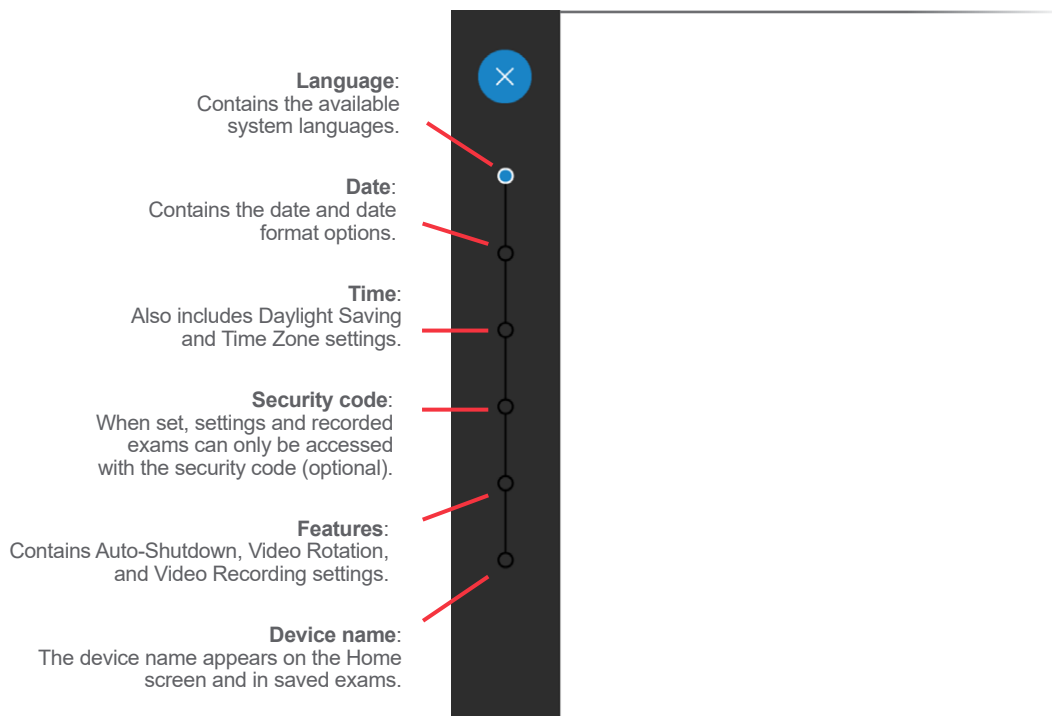 Language:
Contains the available
system languages.
Date:
Contains the date and date
format options.
Time:
Also includes Daylight Saving
and Time Zone settings.
Security code:
When set, settings and recorded
exams can only be accessed
with the security code (optional).
Features:
Contains Auto-Shutdown, Video Rotation,
and Video Recording settings.
Device name:
The device name appears on the Home
screen and in saved exams.